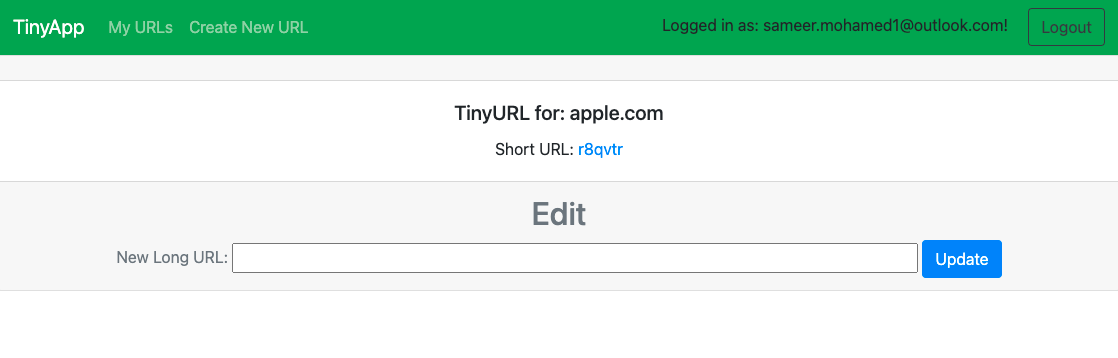 TinyApp My URLs Create New URL Logged in as: sameer.mohamed1@outlook.com! Logout
TinyURL for: apple.com
Short URL: r8qvtr
Edit
New Long URL: Update